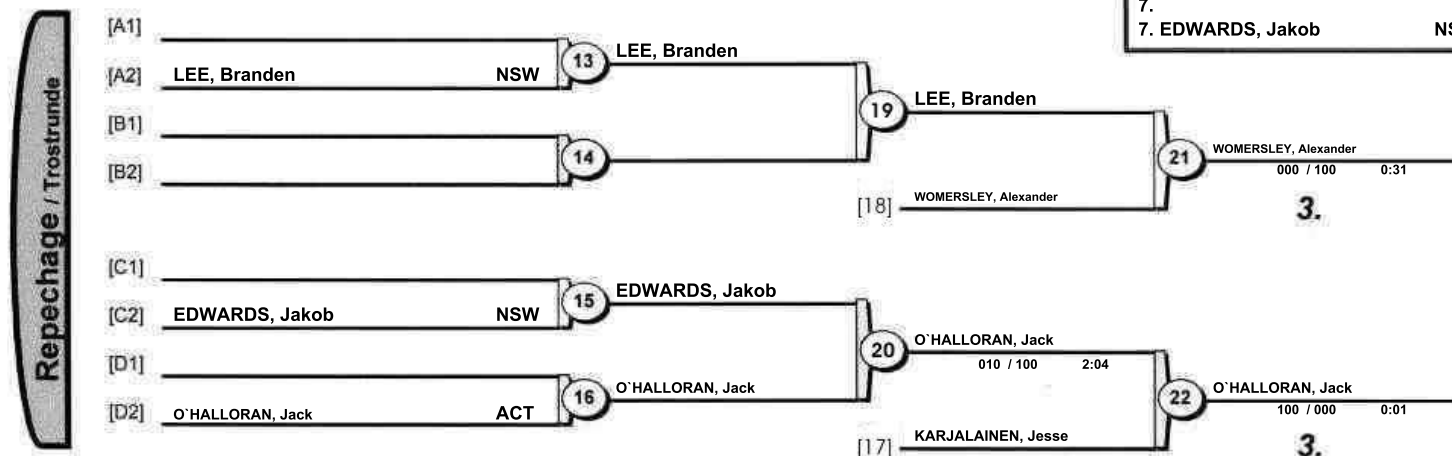 7.
7. EDWARDS, Jakob NS
Repechage / Trostrunde
[A1]
[A2] LEE, Branden NSW
13 LEE, Branden
[B1]
[B2]
14
19 LEE, Branden
[18] WOMERSLEY, Alexander
21 WOMERSLEY, Alexander
000 / 100 0:31
3.
[C1]
[C2] EDWARDS, Jakob NSW
15 EDWARDS, Jakob
[D1]
[D2] O`HALLORAN, Jack ACT
16 O`HALLORAN, Jack
20 O`HALLORAN, Jack
010 / 100 2:04
[17] KARJALAINEN, Jesse
22 O`HALLORAN, Jack
100 / 000 0:01
3.